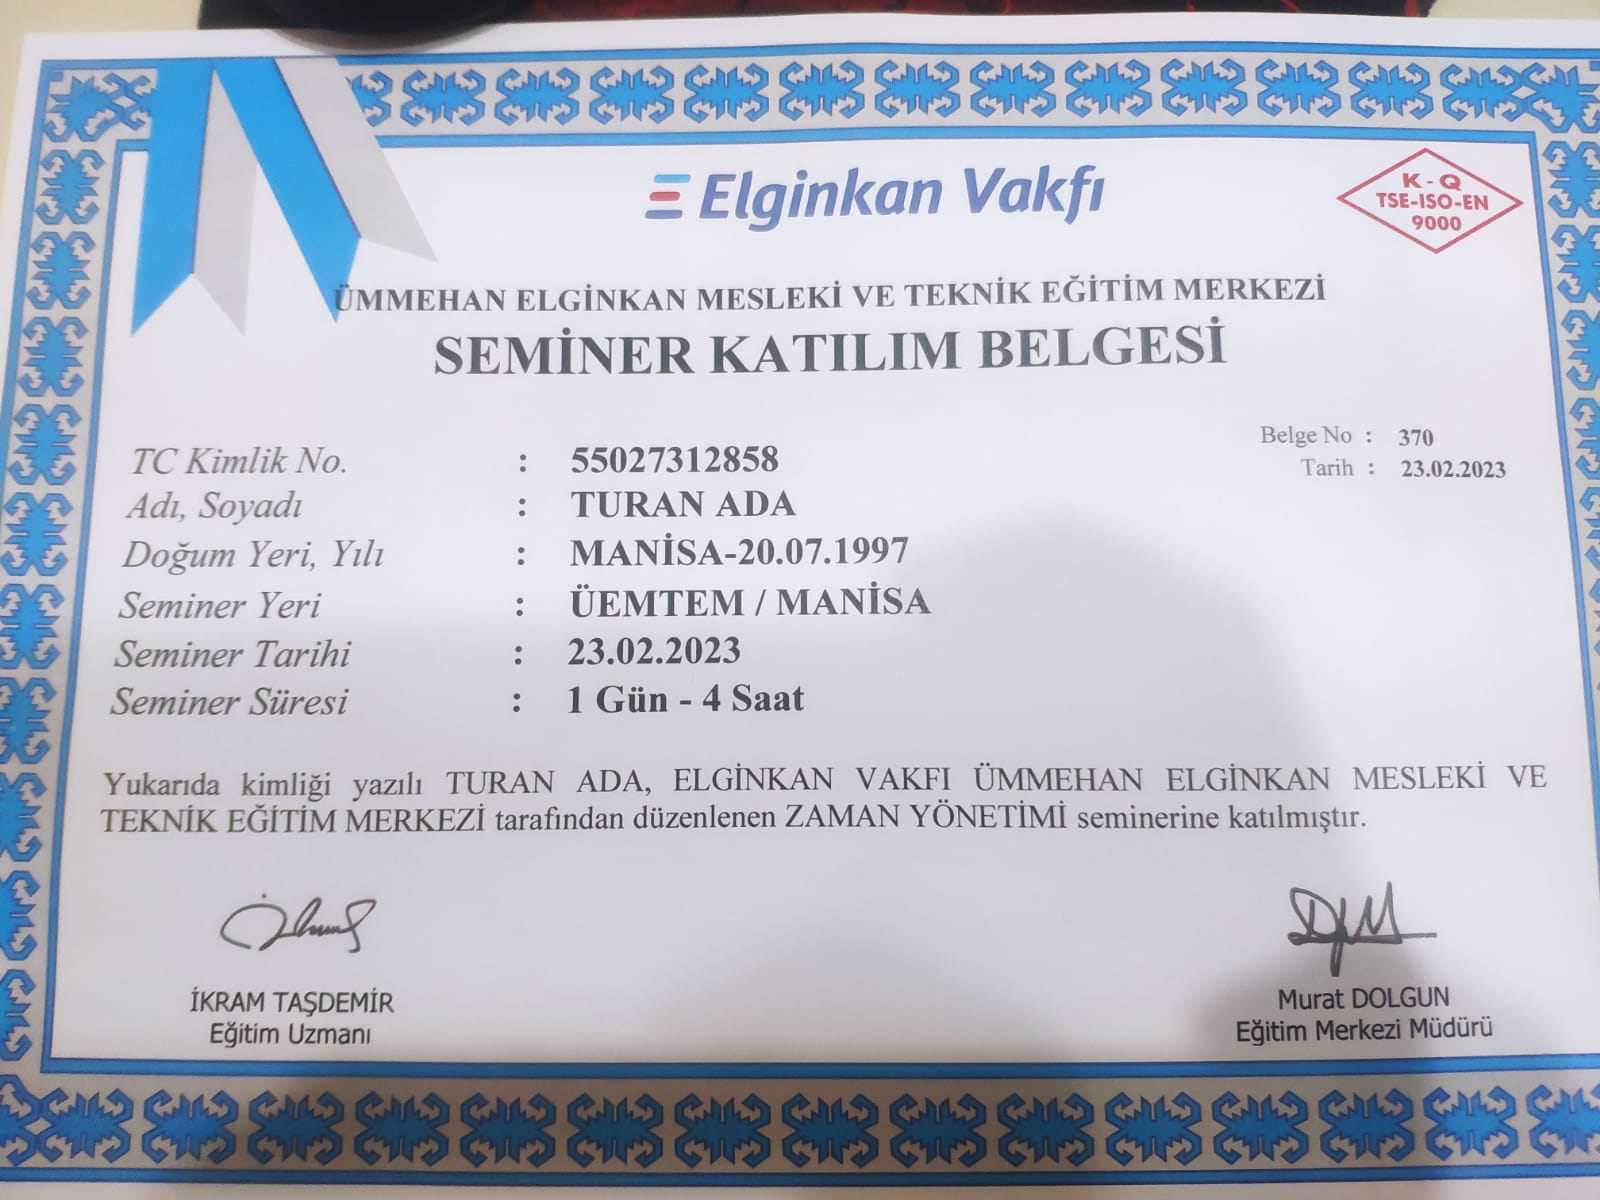 Elginkan Vakfı
K - Q
TSE-ISO-EN
9000
ÜMMEHAN ELGİNKAN MESLEKİ VE TEKNİK EĞİTİM MERKEZİ
SEMİNER KATILIM BELGESİ
Belge No : 370
Tarih : 23.02.2023
TC Kimlik No. : 55027312858
Adı, Soyadı : TURAN ADA
Doğum Yeri, Yılı : MANİSA-20.07.1997
Seminer Yeri : ÜEMTEM / MANİSA
Seminer Tarihi : 23.02.2023
Seminer Süresi : 1 Gün - 4 Saat
Yukarıda kimliği yazılı TURAN ADA, ELGİNKAN VAKFI ÜMMEHAN ELGİNKAN MESLEKİ VE
TEKNİK EĞİTİM MERKEZİ tarafından düzenlenen ZAMAN YÖNETİMİ seminerine katılmıştır.
İKRAM TAŞDEMİR
Eğitim Uzmanı
Murat DOLGUN
Eğitim Merkezi Müdürü